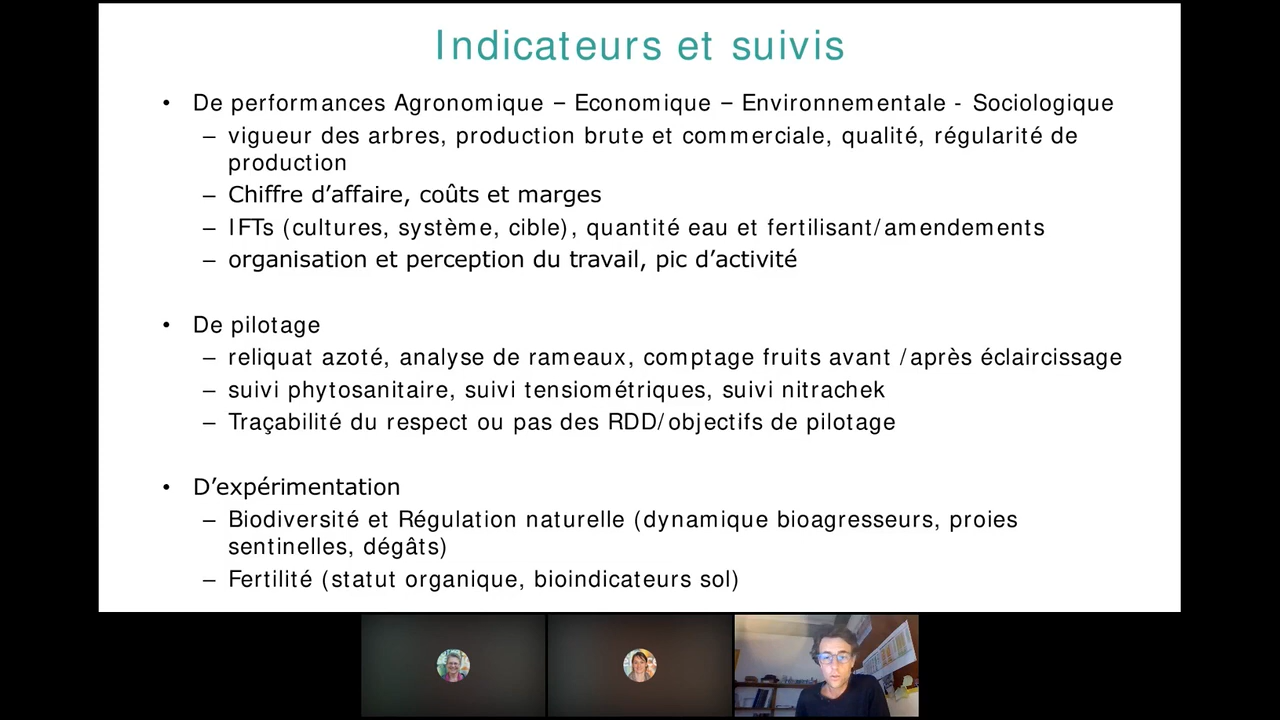 Indicateurs et suivis
• De performances Agronomique – Economique – Environnementale - Sociologique
– vigueur des arbres, production brute et commerciale, qualité, régularité de
production
– Chiffre d’affaire, coûts et marges
– IFTs (cultures, système, cible), quantité eau et fertilisant/amendements
– organisation et perception du travail, pic d’activité
• De pilotage
– reliquat azoté, analyse de rameaux, comptage fruits avant /après éclaircissage
– suivi phytosanitaire, suivi tensiométriques, suivi nitrachek
– Traçabilité du respect ou pas des RDD/objectifs de pilotage
• D’expérimentation
– Biodiversité et Régulation naturelle (dynamique bioagresseurs, proies
sentinelles, dégâts)
– Fertilité (statut organique, bioindicateurs sol)